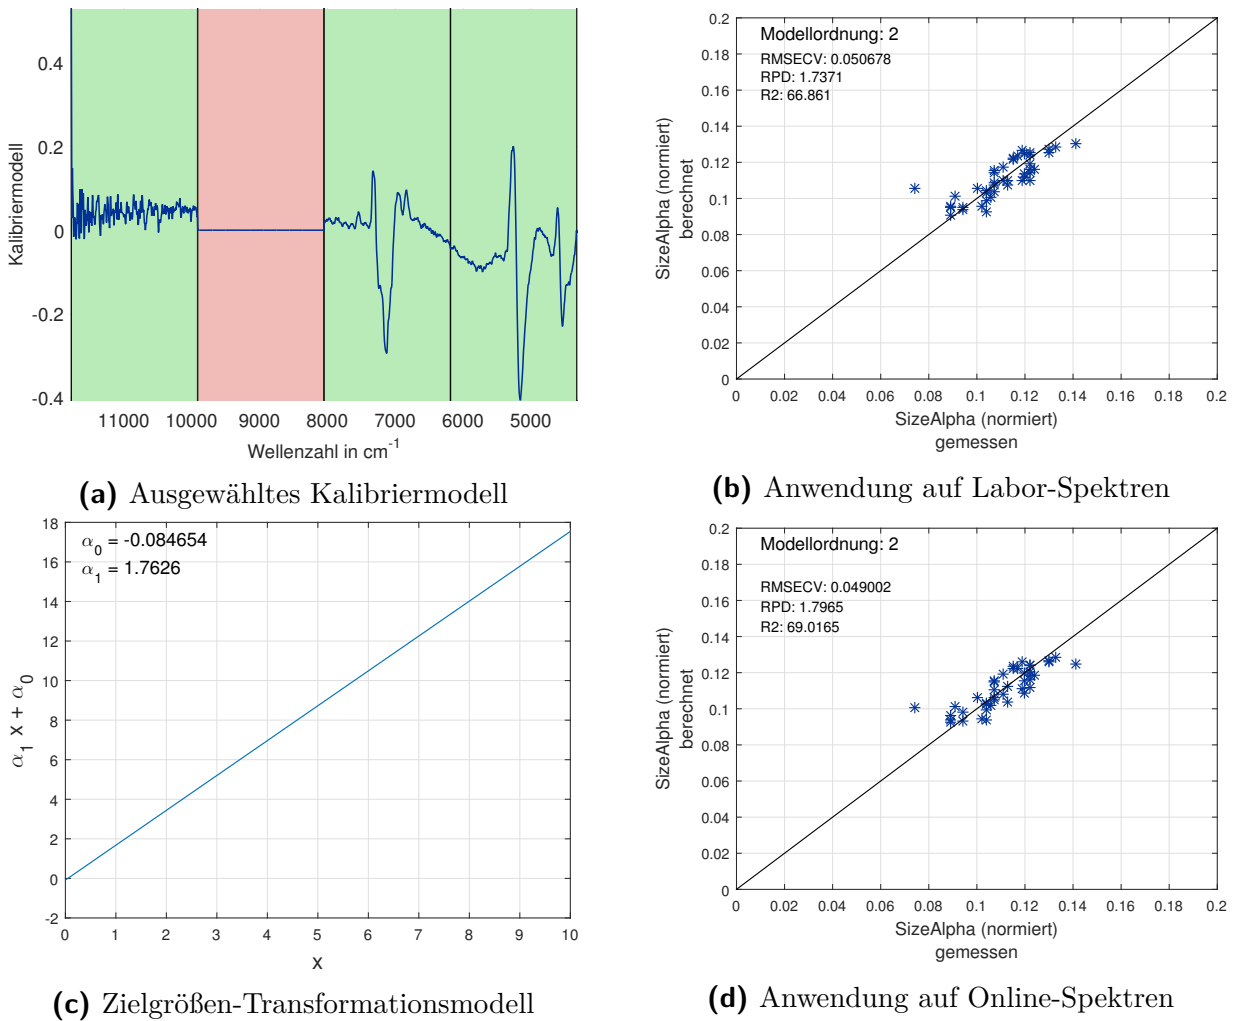 0.4
0.2
0
-0.2
-0.4
Kalibriermodell
11000 10000 9000 8000 7000 6000 5000
Wellenzahl in cm-1
(a) Ausgewähltes Kalibriermodell
0.2
0.18
0.16
0.14
0.12
0.1
0.08
0.06
0.04
0.02
0
SizeAlpha (normiert)
berechnet
Modellordnung: 2
RMSECV: 0.050678
RPD: 1.7371
R2: 66.861
0 0.02 0.04 0.06 0.08 0.1 0.12 0.14 0.16 0.18 0.2
SizeAlpha (normiert)
gemessen
(b) Anwendung auf Labor-Spektren
18
16
14
12
10
8
6
4
2
0
-2
α1 x + α0
α0 = -0.084654
α1 = 1.7626
0 1 2 3 4 5 6 7 8 9 10
x
(c) Zielgrößen-Transformationsmodell
0.2
0.18
0.16
0.14
0.12
0.1
0.08
0.06
0.04
0.02
0
SizeAlpha (normiert)
berechnet
Modellordnung: 2
RMSECV: 0.049002
RPD: 1.7965
R2: 69.0165
0 0.02 0.04 0.06 0.08 0.1 0.12 0.14 0.16 0.18 0.2
SizeAlpha (normiert)
gemessen
(d) Anwendung auf Online-Spektren